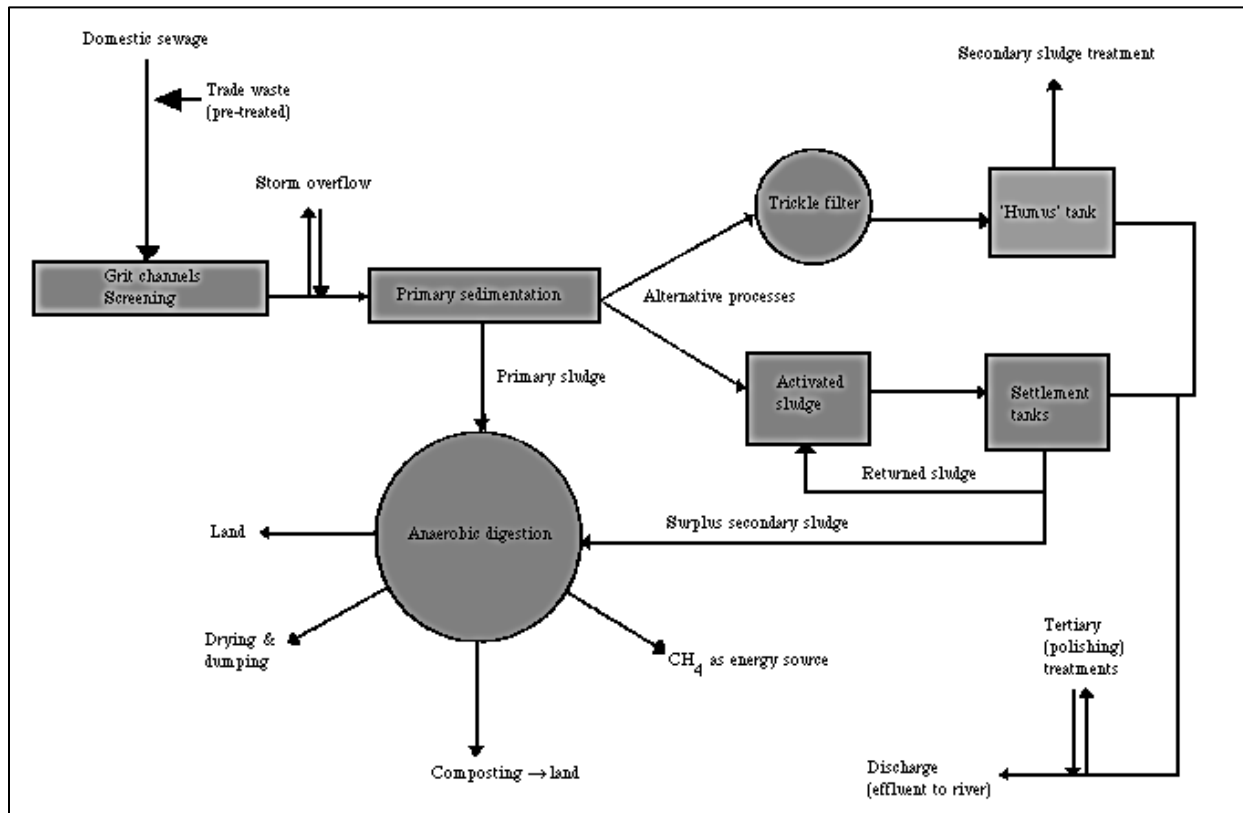 Domestic sewage
Trade waste
(pre-treated)
Secondary sludge treatment
Storm overflow
Trickle filter
'Humus' tank
Grit channels
Screening
Primary sedimentation
Alternative processes
Primary sludge
Activated
sludge
Settlement
tanks
Returned sludge
Surplus secondary sludge
Land
Anaerobic digestion
Drying &
dumping
CH4 as energy source
Tertiary
(polishing)
treatments
Composting → land
Discharge
(effluent to river)